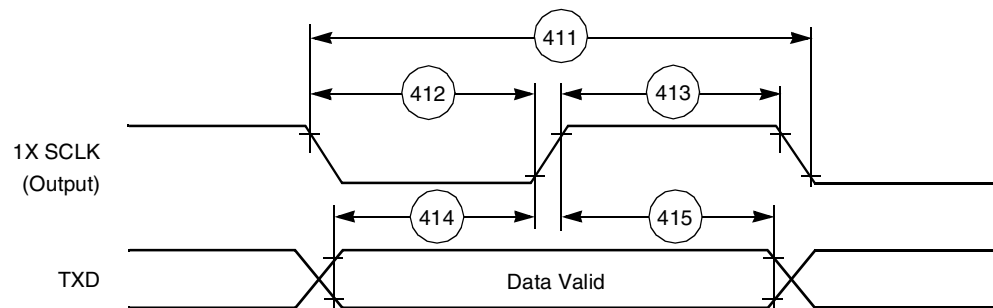 411
412
413
1X SCLK
(Output)
414
415
TXD
Data Valid